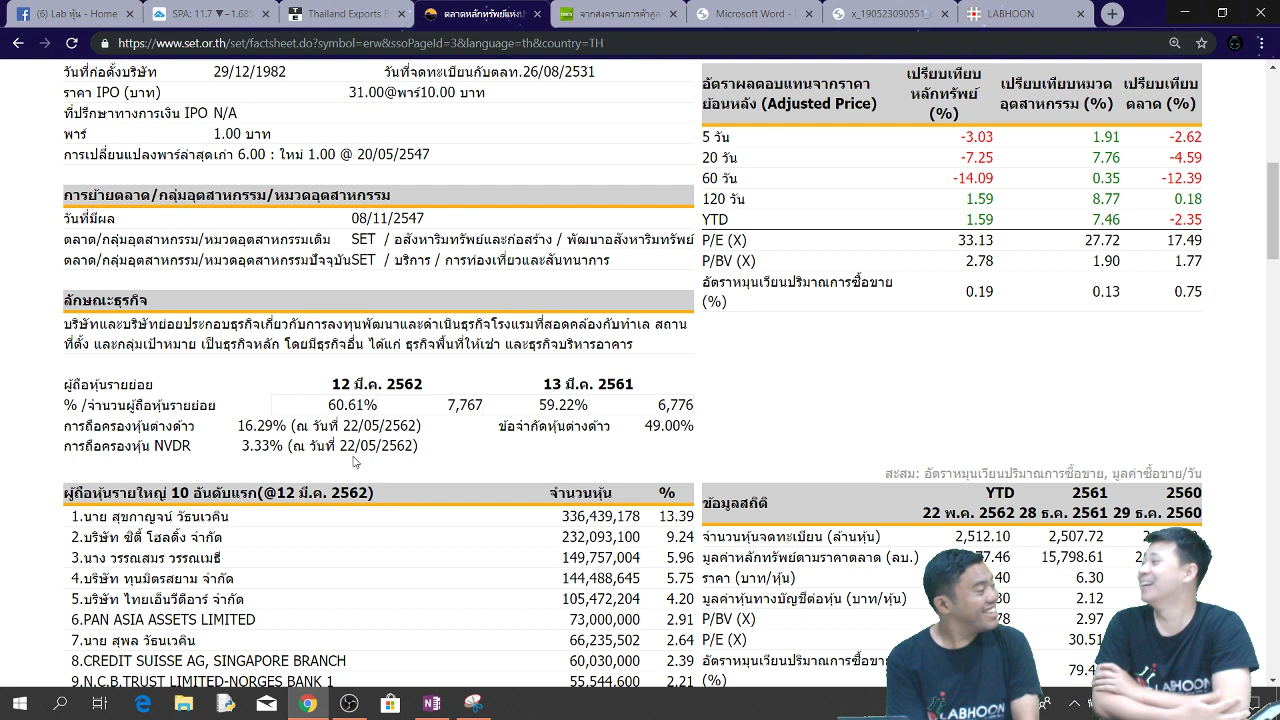 Lab หุ้น - Home
SPA: 11.7 ▼ -1.68%
Thailand Exports B
ตลาดหลักทรัพย์แห่ง
จากสงครามการค้าสู่
Microsoft Word -
x_190523090551_
LABHOON
https://www.set.or.th/set/factsheet.do?symbol=erw&ssoPageId=3&language=th&country=TH
วันที่ก่อตั้งบริษัท 29/12/1982 วันที่จดทะเบียนกับตลท.26/08/2531
ราคา IPO (บาท) 31.00@พาร์10.00 บาท
ที่ปรึกษาทางการเงิน IPO N/A
พาร์ 1.00 บาท
การเปลี่ยนแปลงพาร์ล่าสุดเก่า 6.00 : ใหม่ 1.00 @ 20/05/2547
การย้ายตลาด/กลุ่มอุตสาหกรรม/หมวดอุตสาหกรรม
วันที่มีผล 08/11/2547
ตลาด/กลุ่มอุตสาหกรรม/หมวดอุตสาหกรรมเดิม SET / อสังหาริมทรัพย์และก่อสร้าง / พัฒนาอสังหาริมทรัพย์
ตลาด/กลุ่มอุตสาหกรรม/หมวดอุตสาหกรรมปัจจุบันSET / บริการ / การท่องเที่ยวและสันทนาการ
ลักษณะธุรกิจ
บริษัทและบริษัทย่อยประกอบธุรกิจเกี่ยวกับการลงทุนพัฒนาและดำเนินธุรกิจโรงแรมที่สอดคล้องกับทำเล สถาน
ที่ตั้ง และกลุ่มเป้าหมาย เป็นธุรกิจหลัก โดยมีธุรกิจอื่น ได้แก่ ธุรกิจพื้นที่ให้เช่า และธุรกิจบริหารอาคาร
ผู้ถือหุ้นรายย่อย 12 มี.ค. 2562 13 มี.ค. 2561
% /จำนวนผู้ถือหุ้นรายย่อย 60.61% 7,767 59.22% 6,776
การถือครองหุ้นต่างด้าว 16.29% (ณ วันที่ 22/05/2562) ข้อจำกัดหุ้นต่างด้าว 49.00%
การถือครองหุ้น NVDR 3.33% (ณ วันที่ 22/05/2562)
ผู้ถือหุ้นรายใหญ่ 10 อันดับแรก(@12 มี.ค. 2562) จำนวนหุ้น %
1.นาย สุขกาญจน์ วัธนเวคิน 336,439,178 13.39
2.บริษัท ซิตี้ โฮลดิ้ง จำกัด 232,093,100 9.24
3.นาง วรรณสมร วรรณเมธี 149,757,004 5.96
4.บริษัท ทุนมิตรสยาม จำกัด 144,488,645 5.75
5.บริษัท ไทยเอ็นวีดีอาร์ จำกัด 105,472,204 4.20
6.PAN ASIA ASSETS LIMITED 73,000,000 2.91
7.นาย สุพล วัธนเวคิน 66,235,502 2.64
8.CREDIT SUISSE AG, SINGAPORE BRANCH 60,030,000 2.39
9.N.C.B.TRUST LIMITED-NORGES BANK 1 55,544,600 2.21
อัตราผลตอบแทนจากราคา
ย้อนหลัง (Adjusted Price)
เปรียบเทียบ
หลักทรัพย์
(%)
เปรียบเทียบหมวด
อุตสาหกรรม (%)
เปรียบเทียบ
ตลาด (%)
5 วัน -3.03 1.91 -2.62
20 วัน -7.25 7.76 -4.59
60 วัน -14.09 0.35 -12.39
120 วัน 1.59 8.77 0.18
YTD 1.59 7.46 -2.35
P/E (X) 33.13 27.72 17.49
P/BV (X) 2.78 1.90 1.77
อัตราหมุนเวียนปริมาณการซื้อขาย
(%) 0.19 0.13 0.75
สะสม: อัตราหมุนเวียนปริมาณการซื้อขาย, มูลค่าซื้อขาย/วัน
ข้อมูลสถิติ
YTD 2561 2560
22 พ.ค. 2562 28 ธ.ค. 2561 29 ธ.ค. 2560
จำนวนหุ้นจดทะเบียน (ล้านหุ้น) 2,512.10 2,507.72
มูลค่าหลักทรัพย์ตามราคาตลาด (ลบ.) 77.46 15,798.61
ราคา (บาท/หุ้น) 40 6.30
มูลค่าหุ้นทางบัญชีต่อหุ้น (บาท/หุ้น) 30 2.12
P/BV (X) 78 2.97
P/E (X) 30.51
อัตราหมุนเวียนปริมาณการซื้อขาย
(%) 79.4
LABHOON
LABHOON